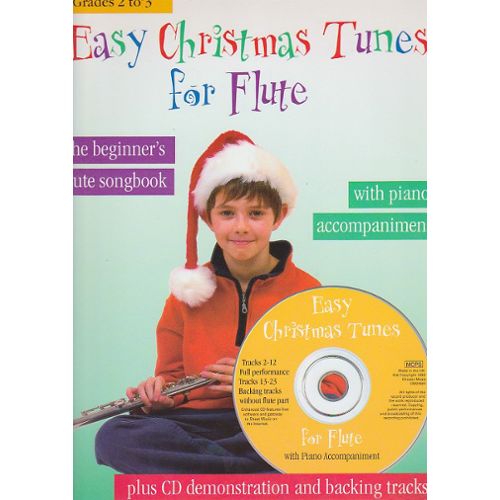 Grades 2 to 3
Easy Christmas Tunes
for Flute
he beginner's
ute songbook
with piano
accompaniment
Easy
Christmas Tunes
Tracks 2-12
Full performance
Tracks 13-23
Backing tracks
without flute part
MCPS
for Flute
with Piano Accompaniment
plus CD demonstration and backing tracks